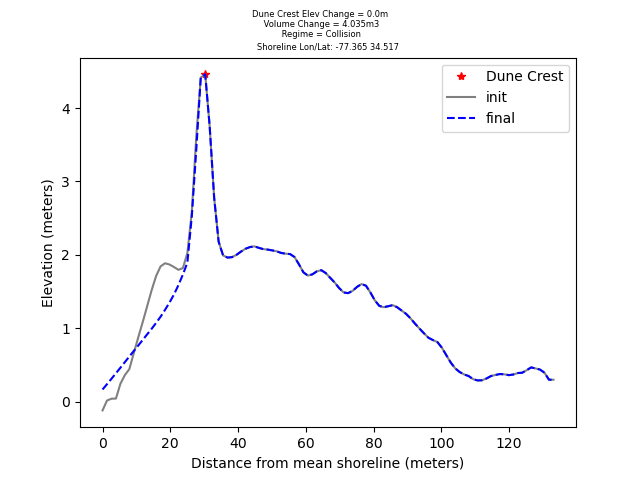 Dune Crest Elev Change = 0.0m
Volume Change = 4.035m3
Regime = Collision
Shoreline Lon/Lat: -77.365 34.517
Dune Crest
init
final
Elevation (meters)
4
3
2
1
0
0 20 40 60 80 100 120
Distance from mean shoreline (meters)